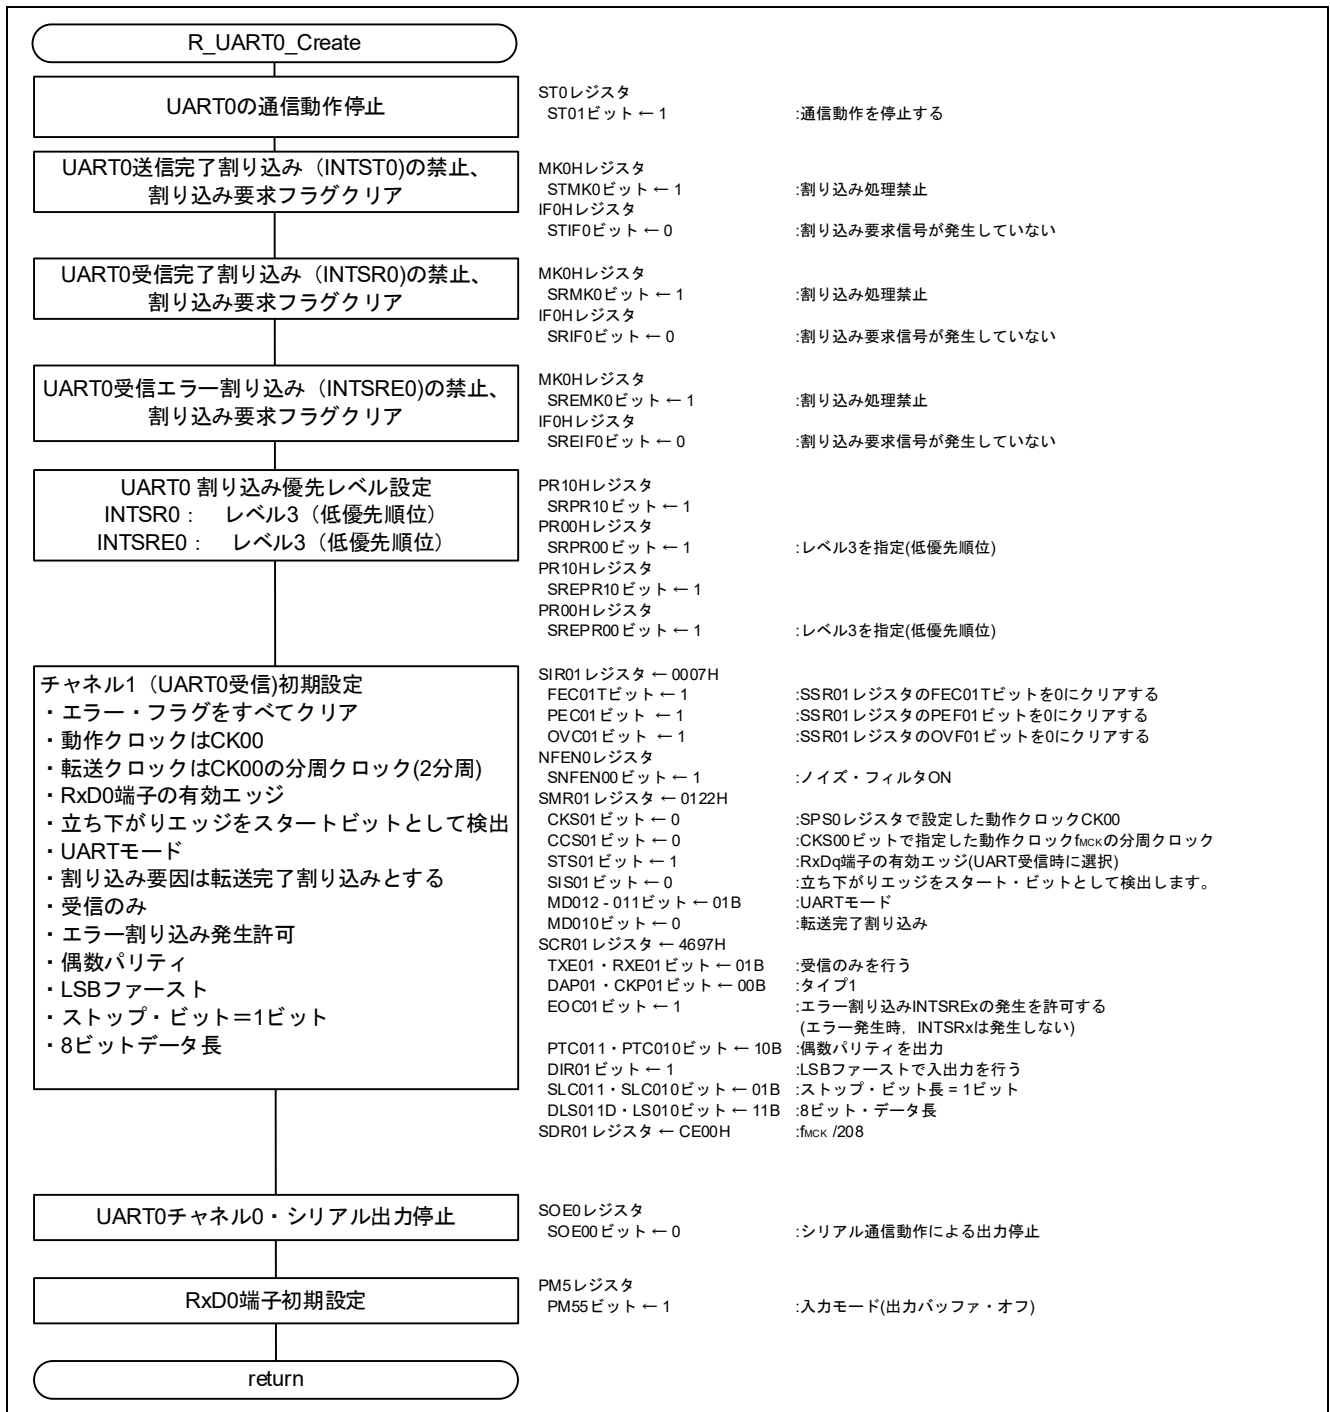 R_UART0_Create
UART0の通信動作停止
ST0レジスタ
ST01ビット ← 1 :通信動作を停止する
UART0送信完了割り込み（INTST0)の禁止、
割り込み要求フラグクリア
MK0Hレジスタ
STMK0ビット ← 1 :割り込み処理禁止
IF0Hレジスタ
STIF0ビット ← 0 :割り込み要求信号が発生していない
UART0受信完了割り込み（INTSR0)の禁止、
割り込み要求フラグクリア
MK0Hレジスタ
SRMK0ビット ← 1 :割り込み処理禁止
IF0Hレジスタ
SRIF0ビット ← 0 :割り込み要求信号が発生していない
UART0受信エラー割り込み（INTSRE0)の禁止、
割り込み要求フラグクリア
MK0Hレジスタ
SREMK0ビット ← 1 :割り込み処理禁止
IF0Hレジスタ
SREIF0ビット ← 0 :割り込み要求信号が発生していない
UART0 割り込み優先レベル設定
INTSR0： レベル3（低優先順位）
INTSRE0： レベル3（低優先順位）
PR10Hレジスタ
SRPR10ビット ← 1
PR00Hレジスタ
SRPR00ビット ← 1 :レベル3を指定(低優先順位)
PR10Hレジスタ
SREPR10ビット ← 1
PR00Hレジスタ
SREPR00ビット ← 1 :レベル3を指定(低優先順位)
チャネル1（UART0受信)初期設定
・エラー・フラグをすべてクリア
・動作クロックはCK00
・転送クロックはCK00の分周クロック(2分周)
・RxD0端子の有効エッジ
・立ち下がりエッジをスタートビットとして検出
・UARTモード
・割り込み要因は転送完了割り込みとする
・受信のみ
・エラー割り込み発生許可
・偶数パリティ
・LSBファースト
・ストップ・ビット＝1ビット
・8ビットデータ長
SIR01レジスタ ← 0007H
FEC01Tビット ← 1 :SSR01レジスタのFEC01Tビットを0にクリアする
PEC01ビット ← 1 :SSR01レジスタのPEF01ビットを0にクリアする
OVC01ビット ← 1 :SSR01レジスタのOVF01ビットを0にクリアする
NFEN0レジスタ
SNFEN00ビット ← 1 :ノイズ・フィルタON
SMR01レジスタ ← 0122H
CKS01ビット ← 0 :SPS0レジスタで設定した動作クロックCK00
CCS01ビット ← 0 :CKS00ビットで指定した動作クロックfMCKの分周クロック
STS01ビット ← 1 :RxDq端子の有効エッジ(UART受信時に選択)
SIS01ビット ← 0 :立ち下がりエッジをスタート・ビットとして検出します。
MD012 - 011ビット ← 01B :UARTモード
MD010ビット ← 0 :転送完了割り込み
SCR01レジスタ ← 4697H
TXE01・RXE01ビット ← 01B :受信のみを行う
DAP01・CKP01ビット ← 00B :タイプ1
EOC01ビット ← 1 :エラー割り込みINTSRExの発生を許可する
(エラー発生時，INTSRxは発生しない)
PTC011・PTC010ビット ← 10B :偶数パリティを出力
DIR01ビット ← 1 :LSBファーストで入出力を行う
SLC011・SLC010ビット ← 01B :ストップ・ビット長 = 1ビット
DLS011D・LS010ビット ← 11B :8ビット・データ長
SDR01レジスタ ← CE00H :fMCK /208
UART0チャネル0・シリアル出力停止
SOE0レジスタ
SOE00ビット ← 0 :シリアル通信動作による出力停止
RxD0端子初期設定
PM5レジスタ
PM55ビット ← 1 :入力モード(出力バッファ・オフ)
return